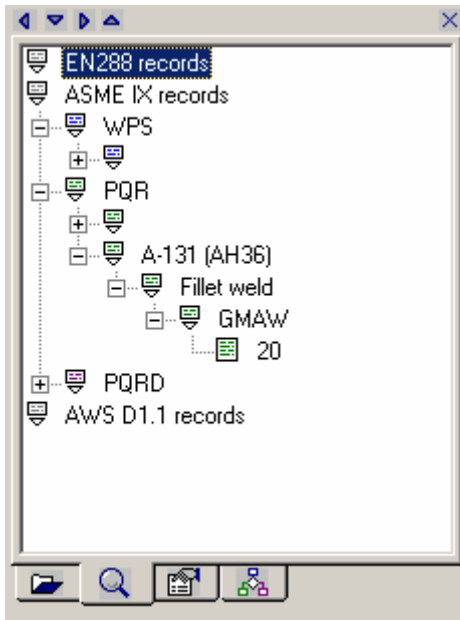 EN288 records
ASME IX records
WPS
PQR
A-131 (AH36)
Fillet weld
GMAW
20
PQRD
AWS D1.1 records